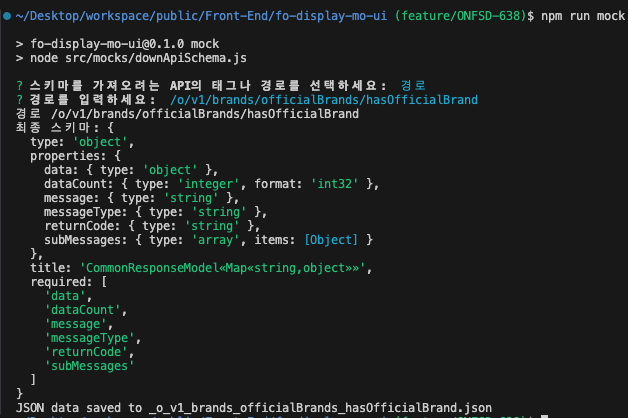 ~/Desktop/workspace/public/Front-End/fo-display-mo-ui (feature/ONFSD-638)$ npm run mock
> fo-display-mo-ui@0.1.0 mock
> node src/mocks/downApiSchema.js
? 스키마를 가져오려는 API의 태그나 경로를 선택하세요: 경로
? 경로를 입력하세요: /o/v1/brands/officialBrands/hasOfficialBrand
경로 /o/v1/brands/officialBrands/hasOfficialBrand
최종 스키마: {
type: 'object',
properties: {
data: { type: 'object' },
dataCount: { type: 'integer', format: 'int32' },
message: { type: 'string' },
messageType: { type: 'string' },
returnCode: { type: 'string' },
subMessages: { type: 'array', items: [Object] }
},
title: 'CommonResponseModel«Map«string,object»»',
required: [
'data',
'dataCount',
'message',
'messageType',
'returnCode',
'subMessages'
]
}
JSON data saved to _o_v1_brands_officialBrands_hasOfficialBrand.json